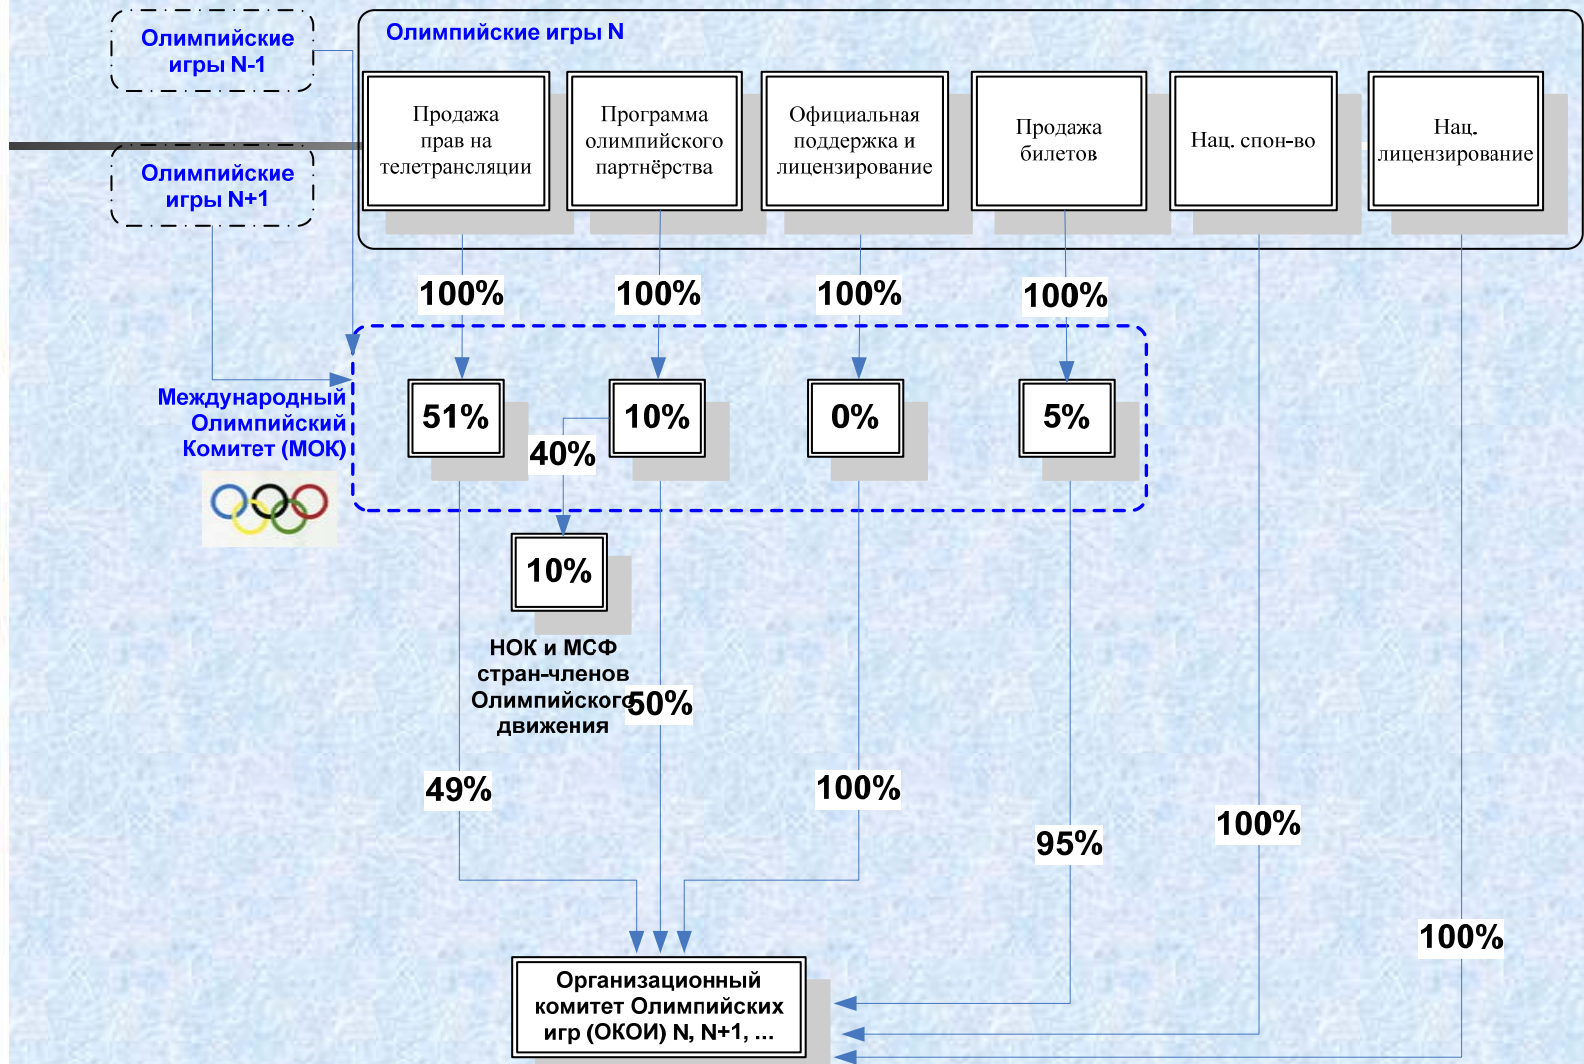 Олимпийские
игры N-1
Олимпийские игры N
Продажа
прав на
телетрансляции
Программа
олимпийского
партнёрства
Официальная
поддержка и
лицензирование
Продажа
билетов
Нац. спон-во
Нац.
лицензирование
Олимпийские
игры N+1
100%
100%
100%
100%
Международный
Олимпийский
Комитет (МОК)
51%
10%
0%
5%
40%
10%
НОК и МСФ
стран-членов
Олимпийского
движения
50%
49%
100%
95%
100%
100%
Организационный
комитет Олимпийских
игр (ОКОИ) N, N+1, ...